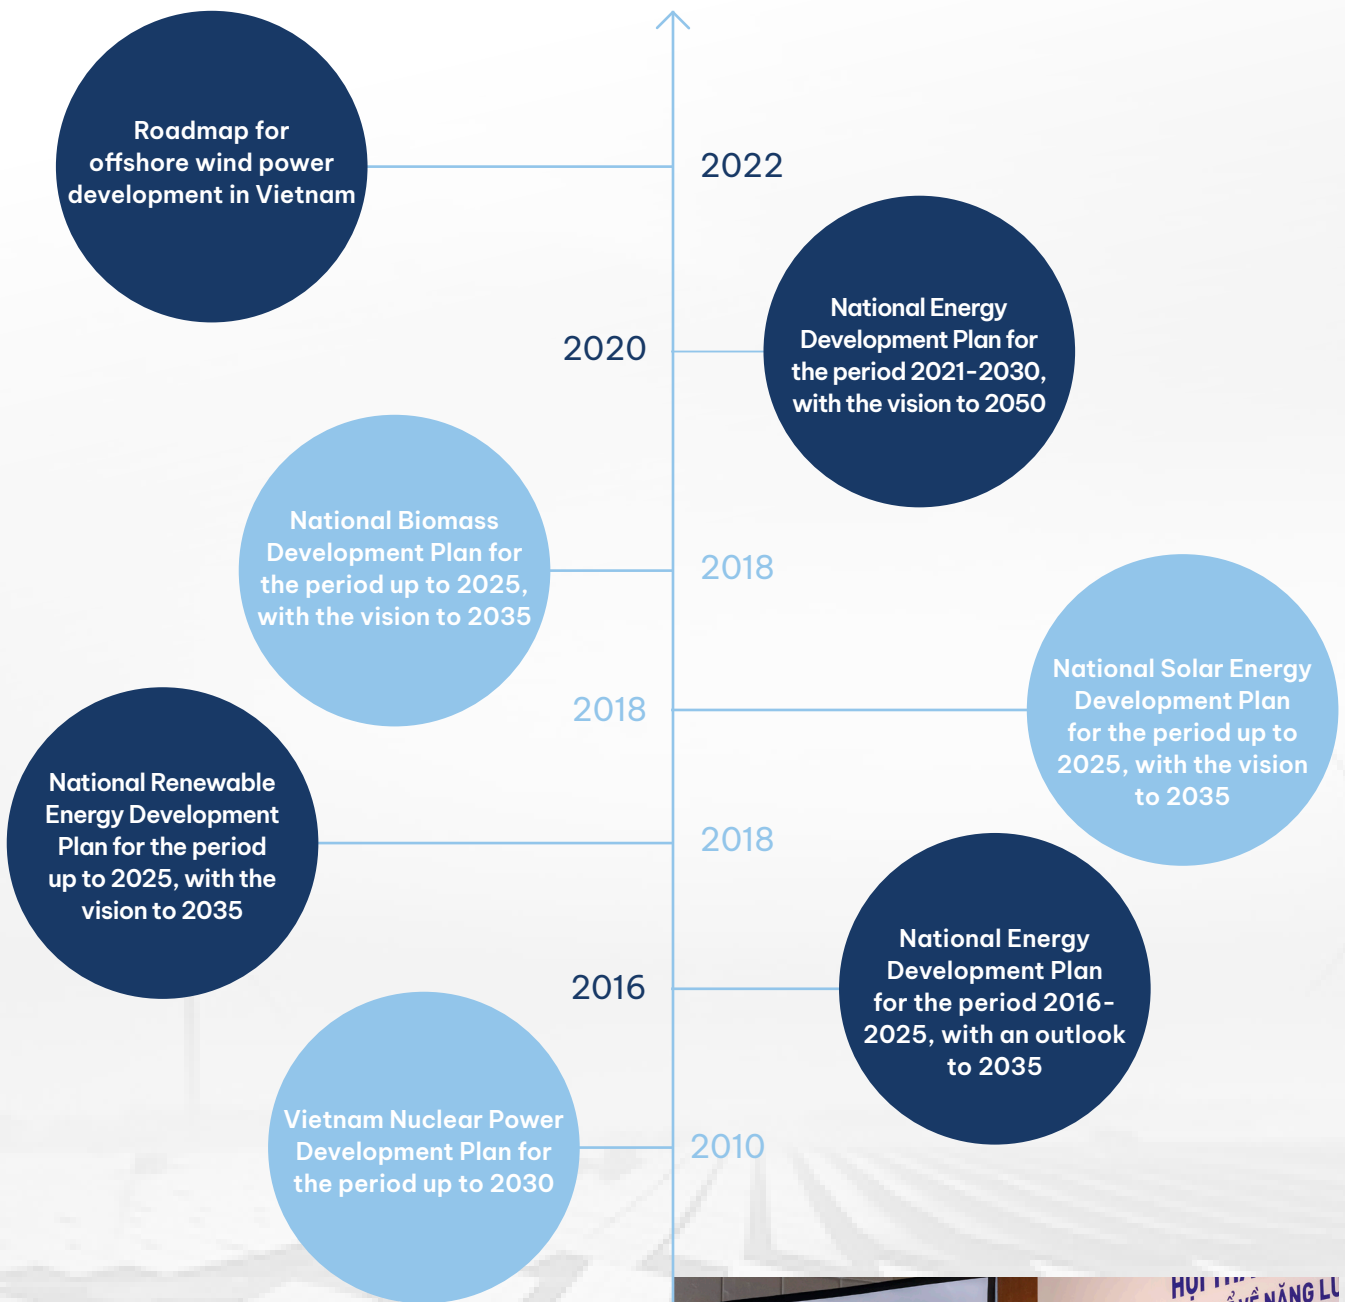 Roadmap for
offshore wind power
development in Vietnam
2022
National Energy
Development Plan for
the period 2021-2030,
with the vision to 2050
2020
National Biomass
Development Plan for
the period up to 2025,
with the vision to 2035
2018
National Solar Energy
Development Plan
for the period up to
2025, with the vision
to 2035
2018
National Renewable
Energy Development
Plan for the period
up to 2025, with the
vision to 2035
2018
National Energy
Development Plan
for the period 2016-
2025, with an outlook
to 2035
2016
Vietnam Nuclear Power
Development Plan for
the period up to 2030
2010
HỘI
VỀ NĂNG